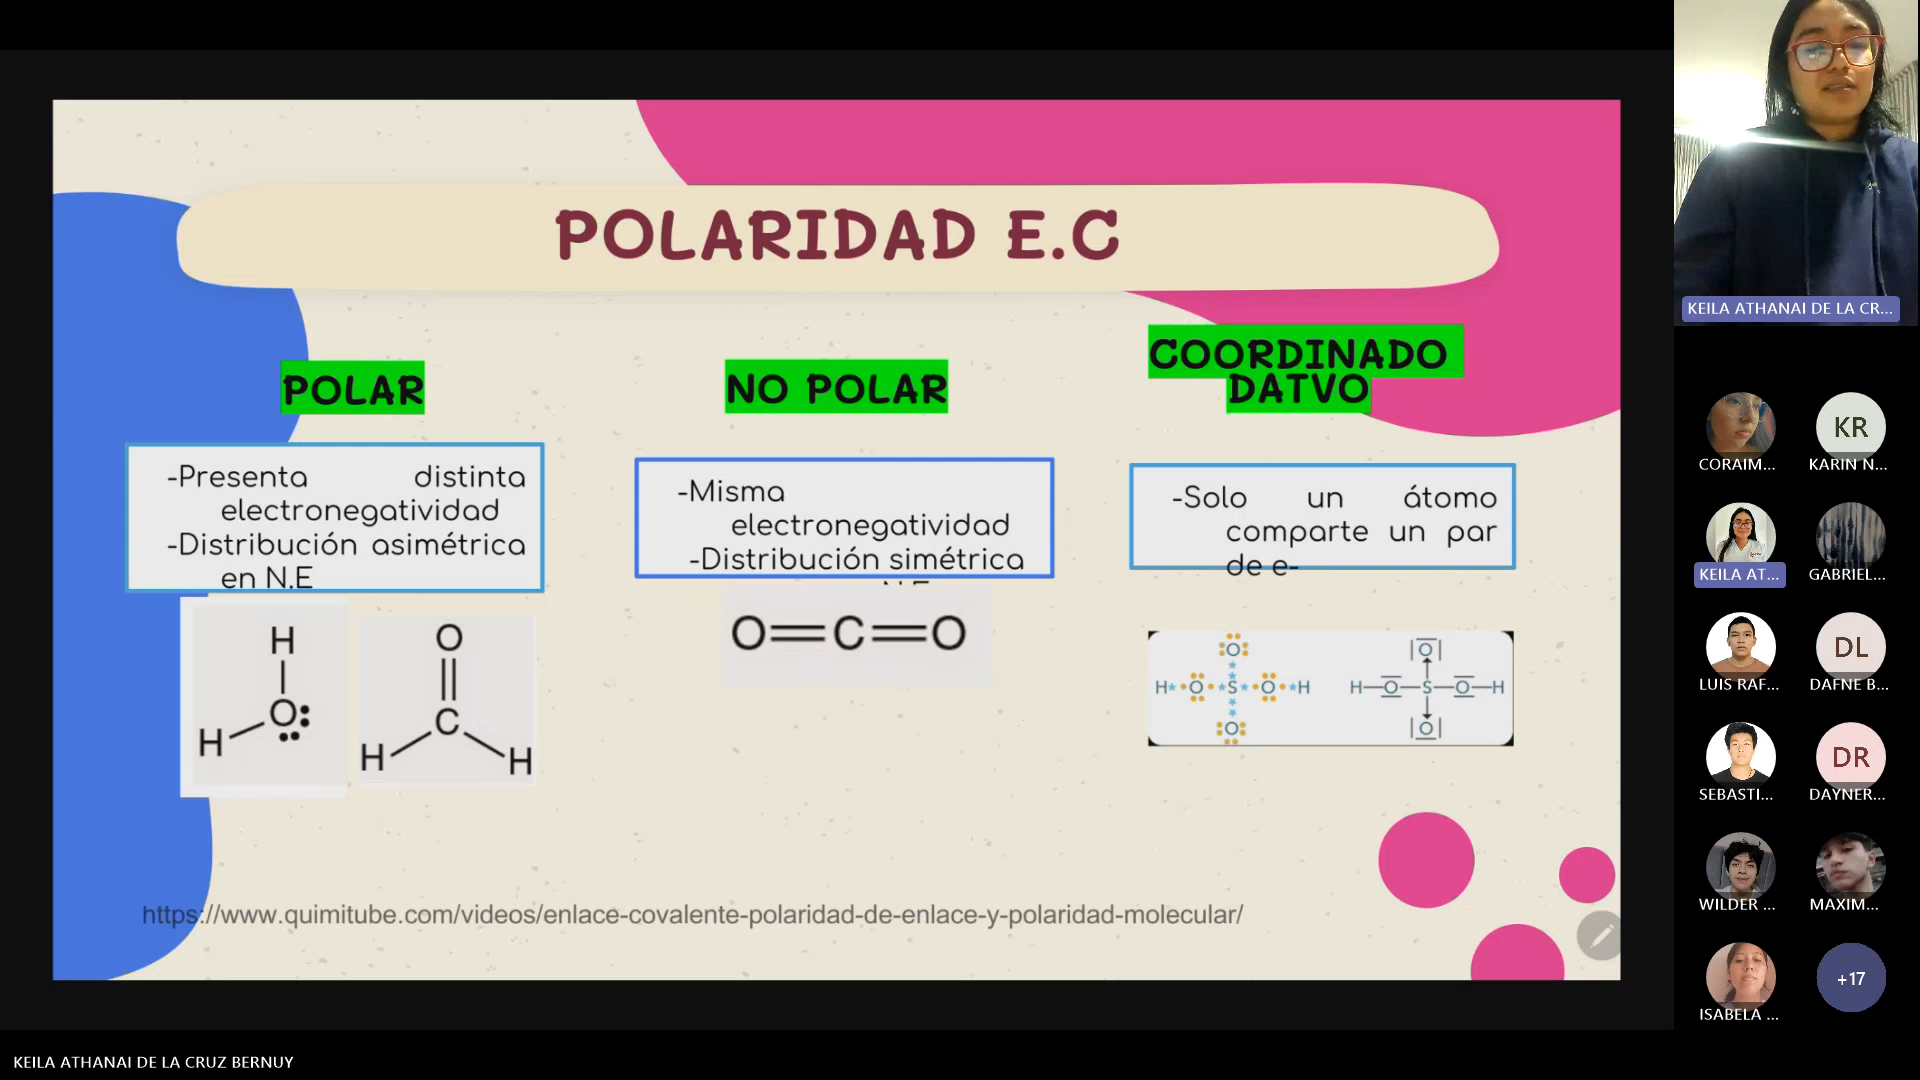 POLARIDAD E.C
POLAR
-Presenta distinta
electronegatividad
-Distribución asimétrica
en N.E
H
O
H
O
C
H
H
NO POLAR
-Misma
electronegatividad
-Distribución simétrica
O=C=O
COORDINADO
DATVO
-Solo un átomo
comparte un par
de e-
O
H O S O H
O
|O|
H—O—S—O—H
|O|
https://www.quimitube.com/videos/enlace-covalente-polaridad-de-enlace-y-polaridad-molecular/
KEILA ATHANAI DE LA CR...
KR
CORAIM...
KARIN N...
KEILA AT...
GABRIEL...
DL
LUIS RAF...
DAFNE B...
DR
SEBASTI...
DAYNER...
WILDER ...
MAXIM...
+17
ISABELA ...
KEILA ATHANAI DE LA CRUZ BERNUY